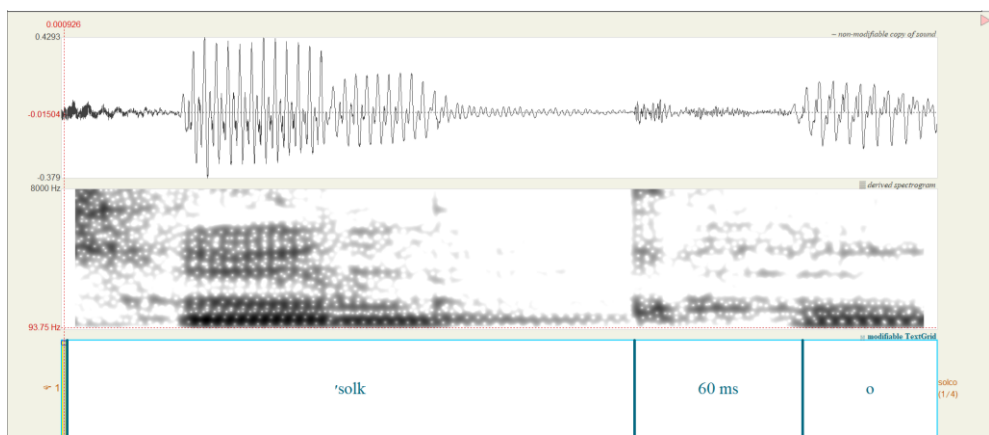 0.000926
0.4293
-- non-modifiable copy of sound
-0.01504
-0.379
8000 Hz
derived spectrogram
93.75 Hz
modifiable TextGrid
1
ˈsolk
60 ms
o
solco
(1/4)